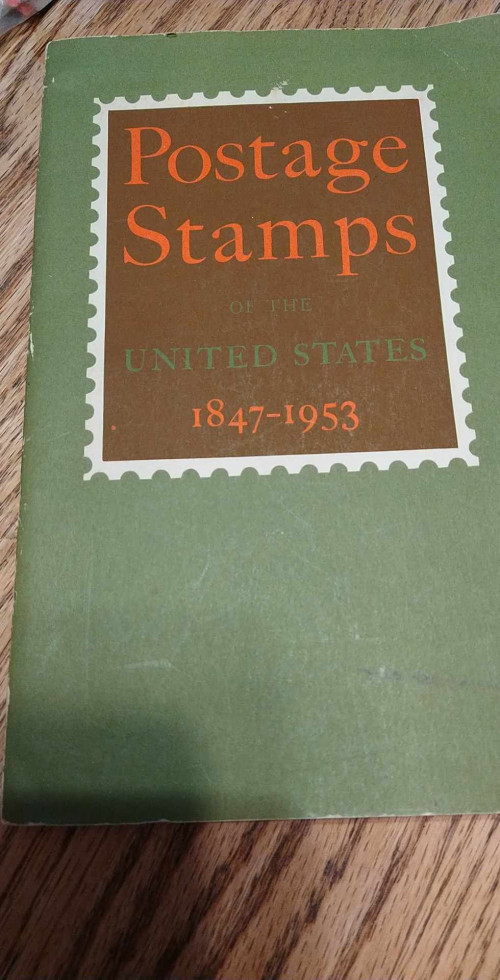 Postage
Stamps
OF THE
UNITED STATES
1847-1953